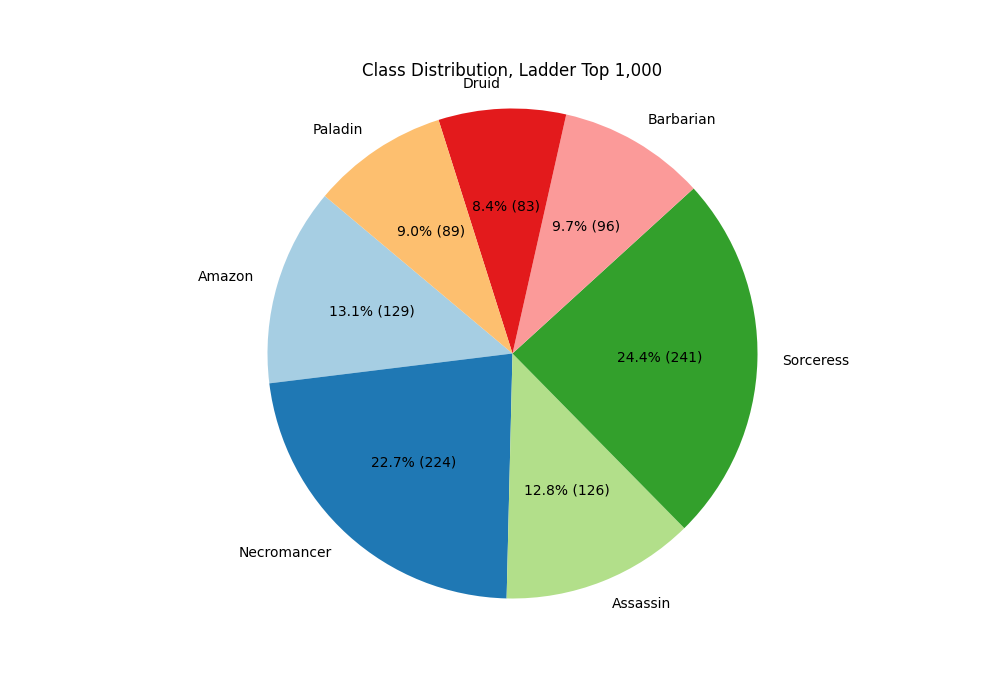 Class Distribution, Ladder Top 1,000
Druid
Barbarian
Paladin
8.4% (83)
9.7% (96)
9.0% (89)
Amazon
13.1% (129)
24.4% (241)
Sorceress
22.7% (224)
12.8% (126)
Necromancer
Assassin